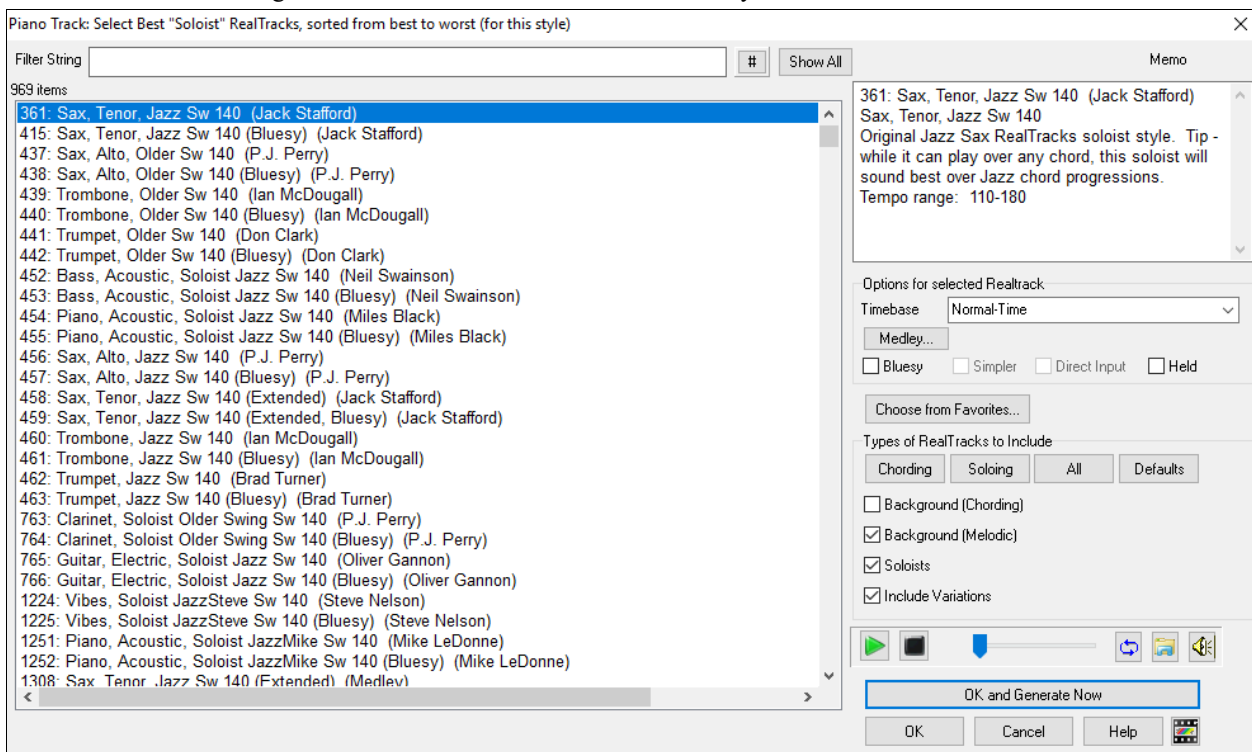 Piano Track: Select Best "Soloist" RealTracks, sorted from best to worst (for this style)
Filter String
#
Show All
Memo
969 items
361: Sax, Tenor, Jazz Sw 140 (Jack Stafford)
415: Sax, Tenor, Jazz Sw 140 (Bluesy) (Jack Stafford)
437: Sax, Alto, Older Sw 140 (P.J. Perry)
438: Sax, Alto, Older Sw 140 (Bluesy) (P.J. Perry)
439: Trombone, Older Sw 140 (Ian McDougall)
440: Trombone, Older Sw 140 (Bluesy) (Ian McDougall)
441: Trumpet, Older Sw 140 (Don Clark)
442: Trumpet, Older Sw 140 (Bluesy) (Don Clark)
452: Bass, Acoustic, Soloist Jazz Sw 140 (Neil Swainson)
453: Bass, Acoustic, Soloist Jazz Sw 140 (Bluesy) (Neil Swainson)
454: Piano, Acoustic, Soloist Jazz Sw 140 (Miles Black)
455: Piano, Acoustic, Soloist Jazz Sw 140 (Bluesy) (Miles Black)
456: Sax, Alto, Jazz Sw 140 (P.J. Perry)
457: Sax, Alto, Jazz Sw 140 (Bluesy) (P.J. Perry)
458: Sax, Tenor, Jazz Sw 140 (Extended) (Jack Stafford)
459: Sax, Tenor, Jazz Sw 140 (Extended, Bluesy) (Jack Stafford)
460: Trombone, Jazz Sw 140 (Ian McDougall)
461: Trombone, Jazz Sw 140 (Bluesy) (Ian McDougall)
462: Trumpet, Jazz Sw 140 (Brad Turner)
463: Trumpet, Jazz Sw 140 (Bluesy) (Brad Turner)
763: Clarinet, Soloist Older Swing Sw 140 (P.J. Perry)
764: Clarinet, Soloist Older Swing Sw 140 (Bluesy) (P.J. Perry)
765: Guitar, Electric, Soloist Jazz Sw 140 (Oliver Gannon)
766: Guitar, Electric, Soloist Jazz Sw 140 (Bluesy) (Oliver Gannon)
1224: Vibes, Soloist JazzSteve Sw 140 (Steve Nelson)
1225: Vibes, Soloist JazzSteve Sw 140 (Bluesy) (Steve Nelson)
1251: Piano, Acoustic, Soloist JazzMike Sw 140 (Mike LeDonne)
1252: Piano, Acoustic, Soloist JazzMike Sw 140 (Bluesy) (Mike LeDonne)
1308: Sax, Tenor, Jazz Sw 140 (Extended) (Medley)
361: Sax, Tenor, Jazz Sw 140 (Jack Stafford)
Sax, Tenor, Jazz Sw 140
Original Jazz Sax RealTracks soloist style. Tip -
while it can play over any chord, this soloist will
sound best over Jazz chord progressions.
Tempo range: 110-180
Options for selected Realtrack
Timebase
Normal-Time
Medley...
Bluesy
Simpler
Direct Input
Held
Choose from Favorites...
Types of RealTracks to Include
Chording
Soloing
All
Defaults
Background (Chording)
Background (Melodic)
Soloists
Include Variations
OK and Generate Now
OK
Cancel
Help